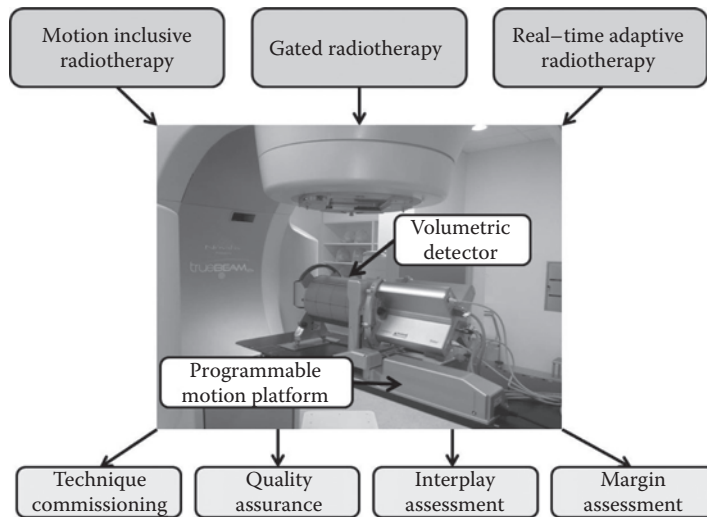 Motion inclusive
radiotherapy
Gated radiotherapy
Real–time adaptive
radiotherapy
Volumetric
detector
TRUEBEAM
Programmable
motion platform
Technique
commissioning
Quality
assurance
Interplay
assessment
Margin
assessment